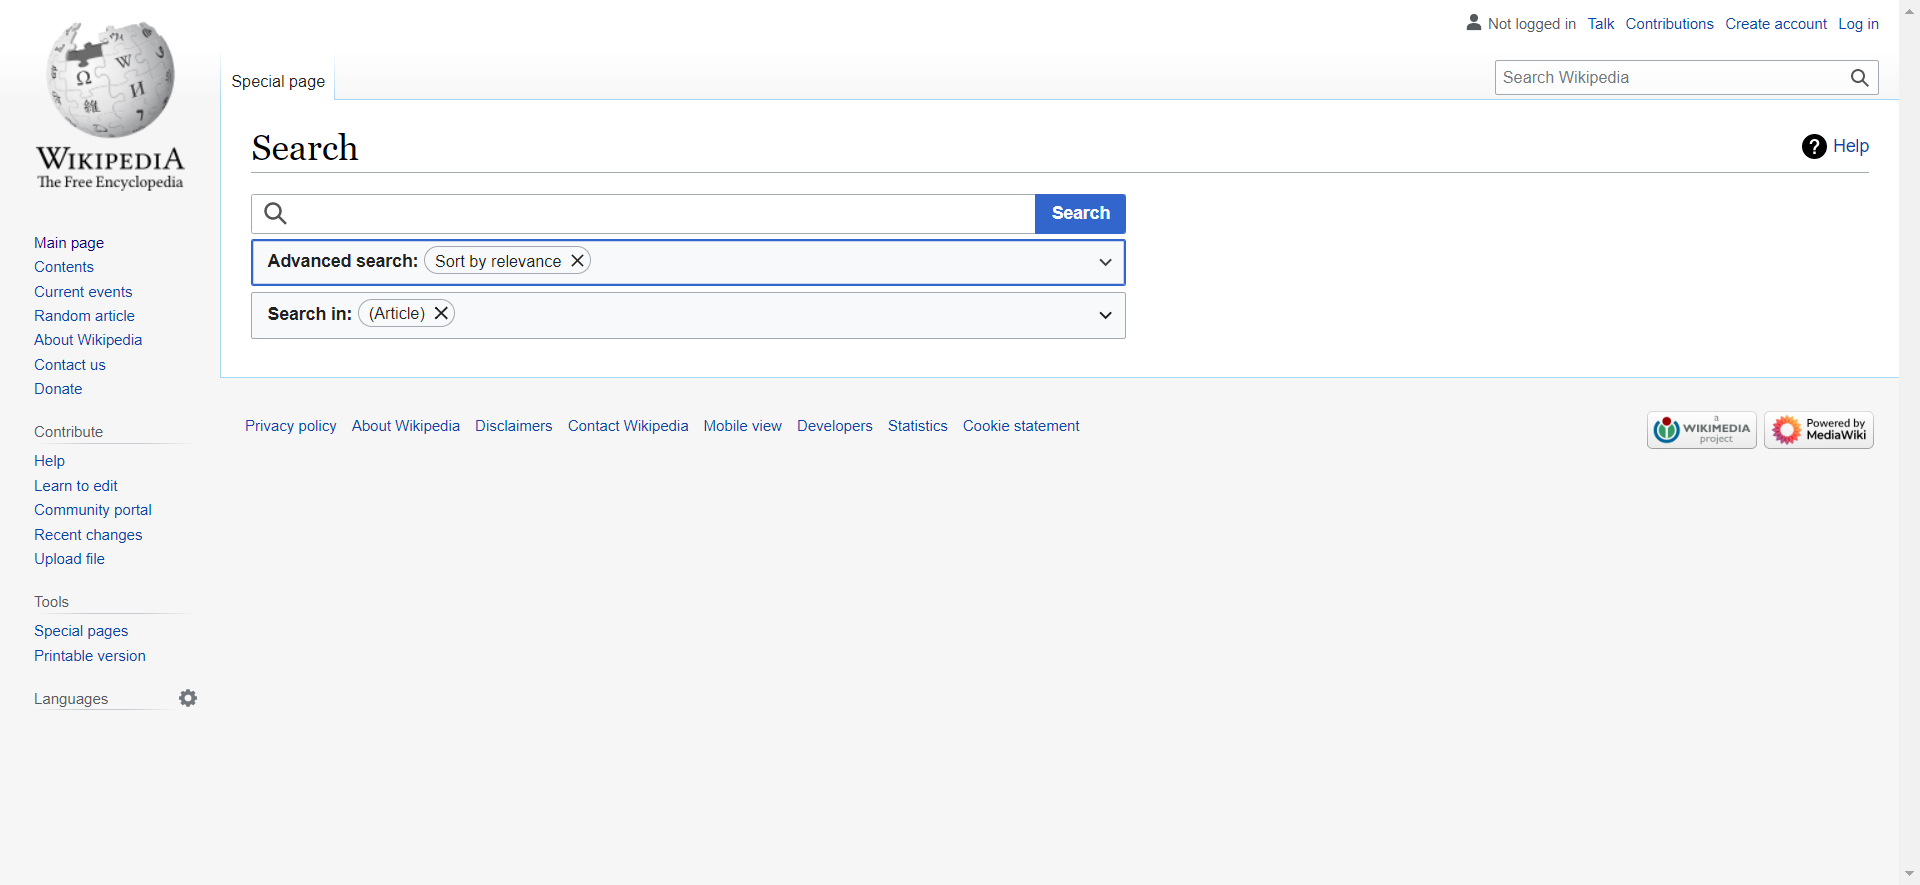 Not logged in Talk Contributions Create account Log in
Special page
Search Wikipedia
WIKIPEDIA
The Free Encyclopedia
Search
Help
Search
Advanced search: Sort by relevance
Search in: (Article)
Main page
Contents
Current events
Random article
About Wikipedia
Contact us
Donate
Contribute
Help
Learn to edit
Community portal
Recent changes
Upload file
Tools
Special pages
Printable version
Languages
Privacy policy About Wikipedia Disclaimers Contact Wikipedia Mobile view Developers Statistics Cookie statement
a
WIKIMEDIA
project
Powered by
MediaWiki